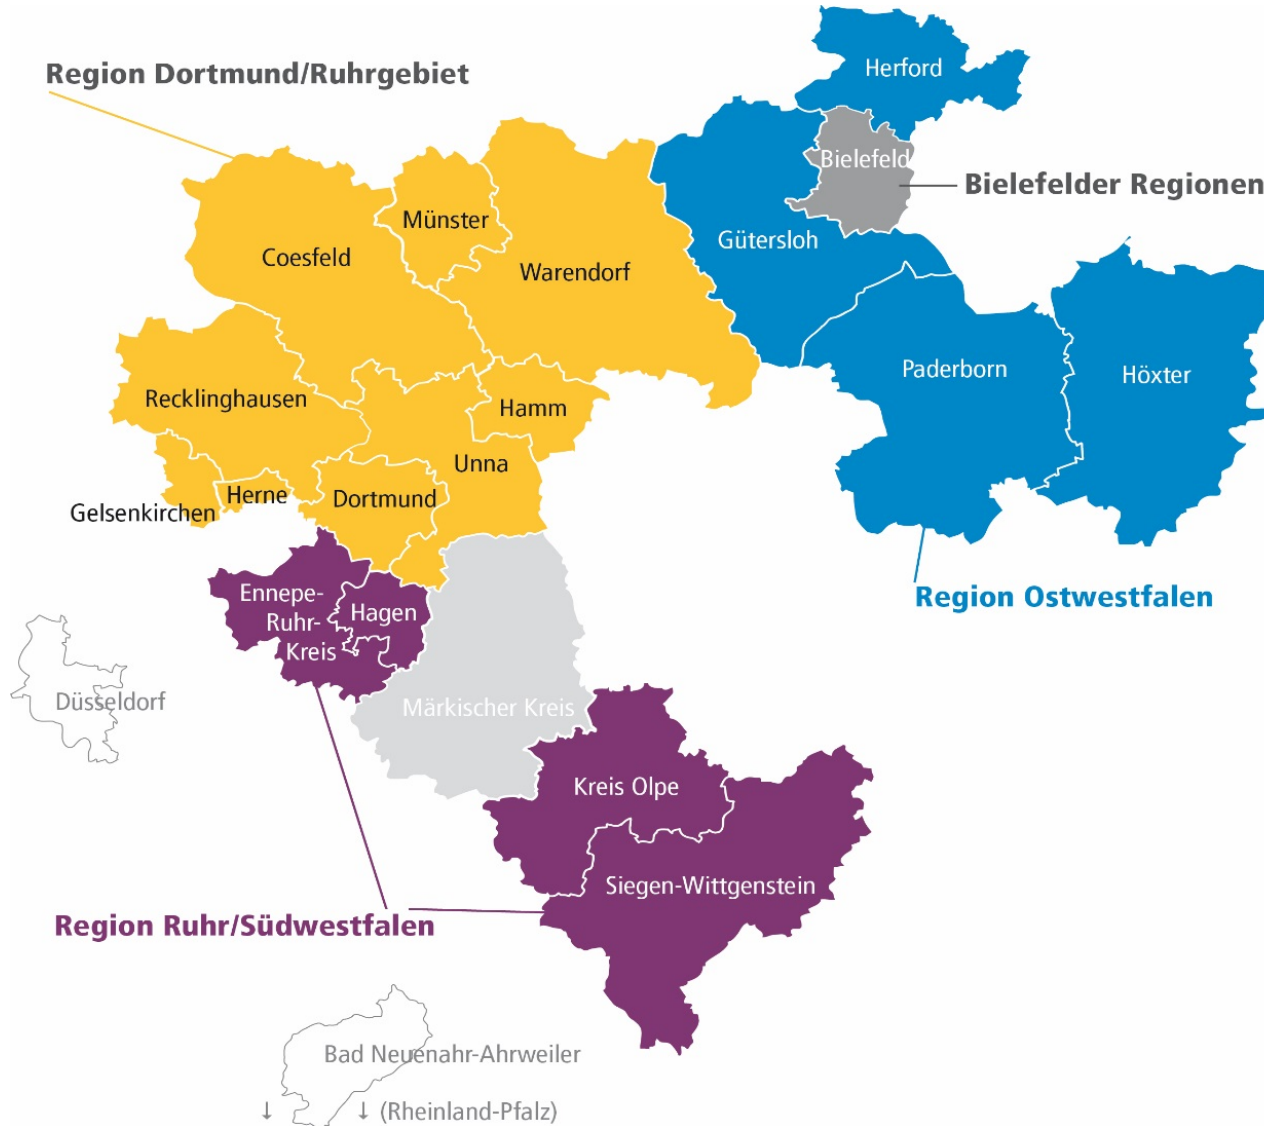 Herford
Region Dortmund/Ruhrgebiet
Bielefeld
Bielefelder Regionen
Münster
Gütersloh
Coesfeld
Warendorf
Paderborn
Höxter
Recklinghausen
Hamm
Unna
Herne
Dortmund
Gelsenkirchen
Ennepe-
Ruhr-
Kreis
Hagen
Region Ostwestfalen
Düsseldorf
Märkischer Kreis
Kreis Olpe
Siegen-Wittgenstein
Region Ruhr/Südwestfalen
Bad Neuenahr-Ahrweiler
↓ ↓ (Rheinland-Pfalz)